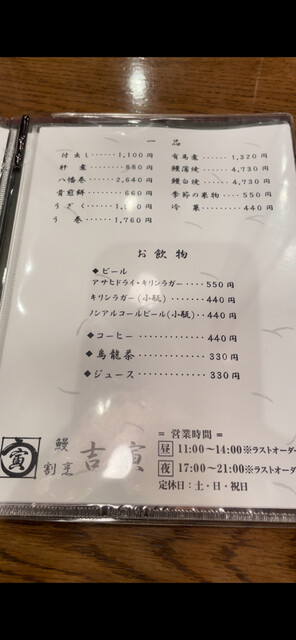 一品
付出し‥‥1,100円
肝煮‥‥‥880円
八幡巻‥‥2,640円
骨煎餅‥‥‥660円
うざく‥‥
う巻‥‥‥1,760円
有馬煮‥‥‥1,320円
鰻蒲焼‥‥‥4,730円
鰻白焼‥‥‥4,730円
季節の果物‥‥550円
冷菓‥‥‥‥440円
お飲物
◆ビール
アサヒドライ・キリンラガー‥‥550円
キリンラガー(小瓶)‥‥‥440円
ノンアルコールビール(小瓶)‥‥440円
◆コーヒー‥‥‥‥‥440円
◆烏龍茶‥‥‥‥‥330円
◆ジュース‥‥‥‥‥330円
寅
鰻
割烹
吉寅
= 営業時間 =
昼 11:00～14:00※ラストオーダー
夜 17:00～21:00※ラストオーダ
定休日:土・日・祝日